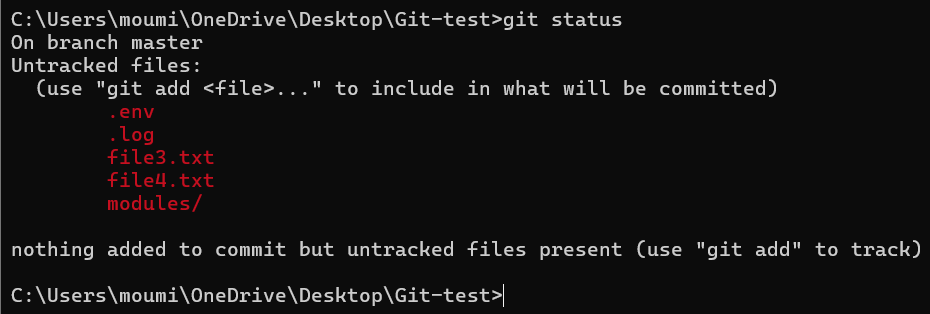 C:\Users\moumi\OneDrive\Desktop\Git-test>git status
On branch master
Untracked files:
  (use "git add <file>..." to include in what will be committed)
        .env
        .log
        file3.txt
        file4.txt
        modules/

nothing added to commit but untracked files present (use "git add" to track)

C:\Users\moumi\OneDrive\Desktop\Git-test>